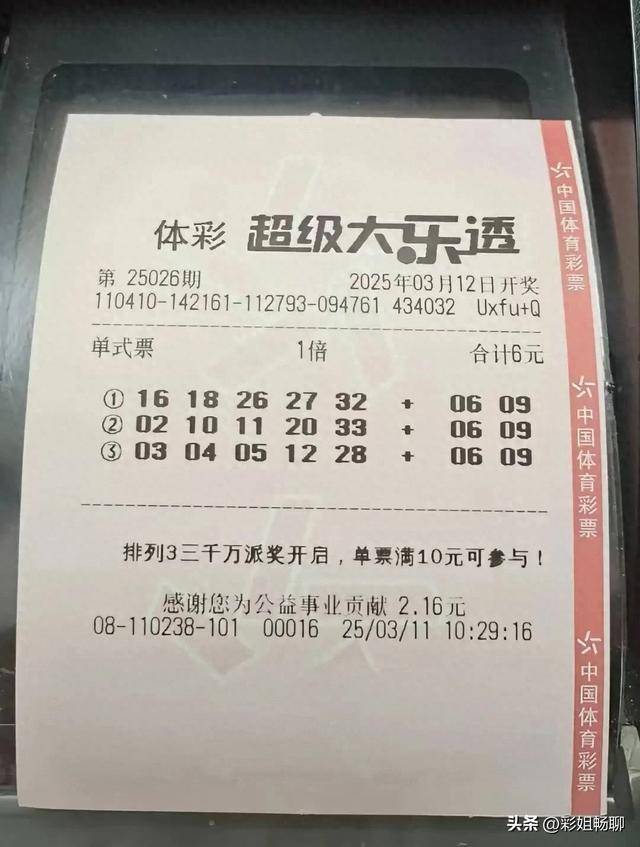 体彩 超级大乐透
第 25026期 2025年03月12日开奖
110410-142161-112793-094761 434032 Uxfu+Q
单式票 1倍 合计6元
① 16 18 26 27 32 + 06 09
② 02 10 11 20 33 + 06 09
③ 03 04 05 12 28 + 06 09
排列3三千万派奖开启，单票满10元可参与！
感谢您为公益事业贡献 2.16元
08-110238-101 00016 25/03/11 10:29:16
中国体育彩票
中国体育彩票
中国体育彩票
头条 @彩姐畅聊